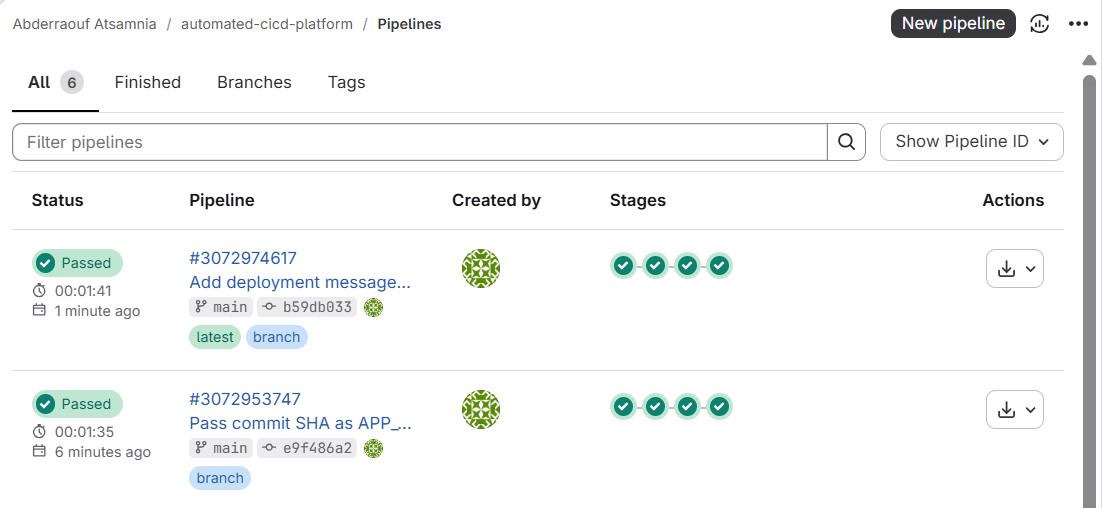 Abderraouf Atsamnia / automated-cicd-platform / Pipelines
New pipeline
All 6 Finished Branches Tags
Filter pipelines
Show Pipeline ID
Status Pipeline Created by Stages Actions
Passed
00:01:41
1 minute ago
#3072974617
Add deployment message...
main b59db033
latest branch
Passed
00:01:35
6 minutes ago
#3072953747
Pass commit SHA as APP_...
main e9f486a2
branch